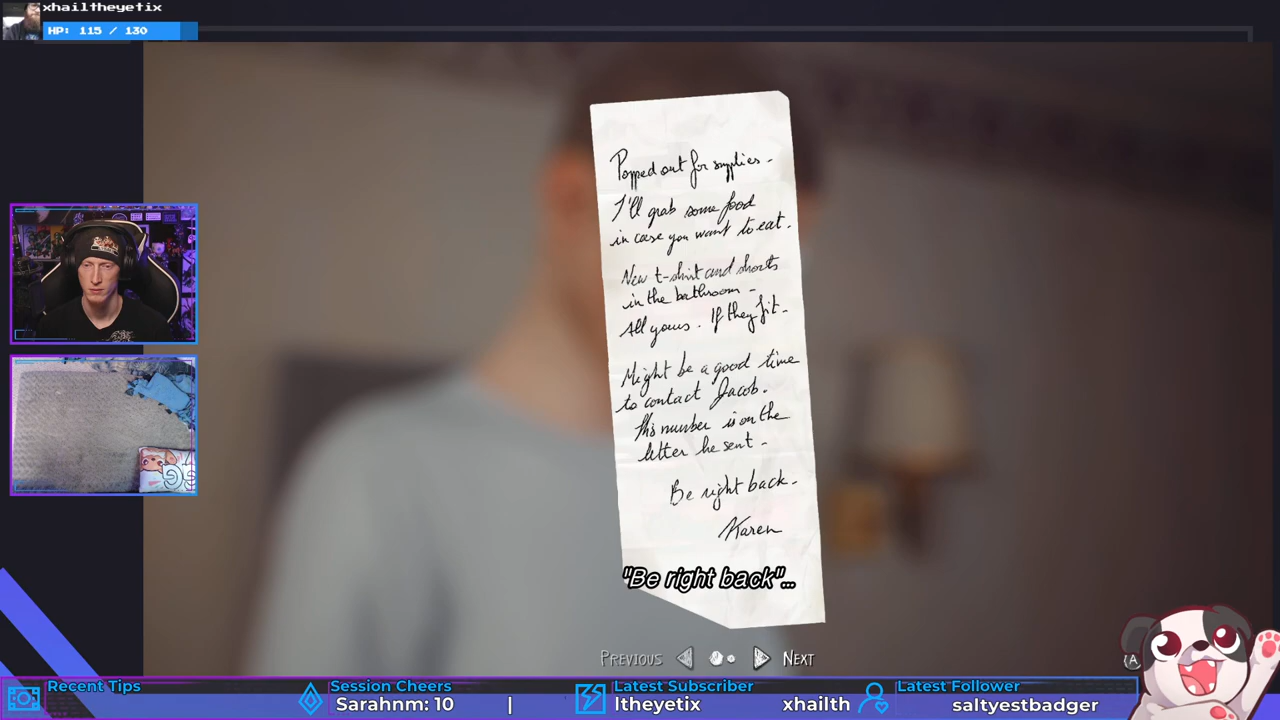 xhailtheyetix
HP: 115 / 130
Popped out for supplies -
I'll grab some food
in case you want to eat.
New t-shirt and shorts
in the bathroom -
All yours. If they fit -
Might be a good time
to contact Jacob.
His number is on the
letter he sent -
Be right back -
Karen
"Be right back"...
PREVIOUS
NEXT
A
Recent Tips
Session Cheers
Sarahnm: 10 |
Latest Subscriber
ltheyetix xhailth
Latest Follower
saltyestbadger